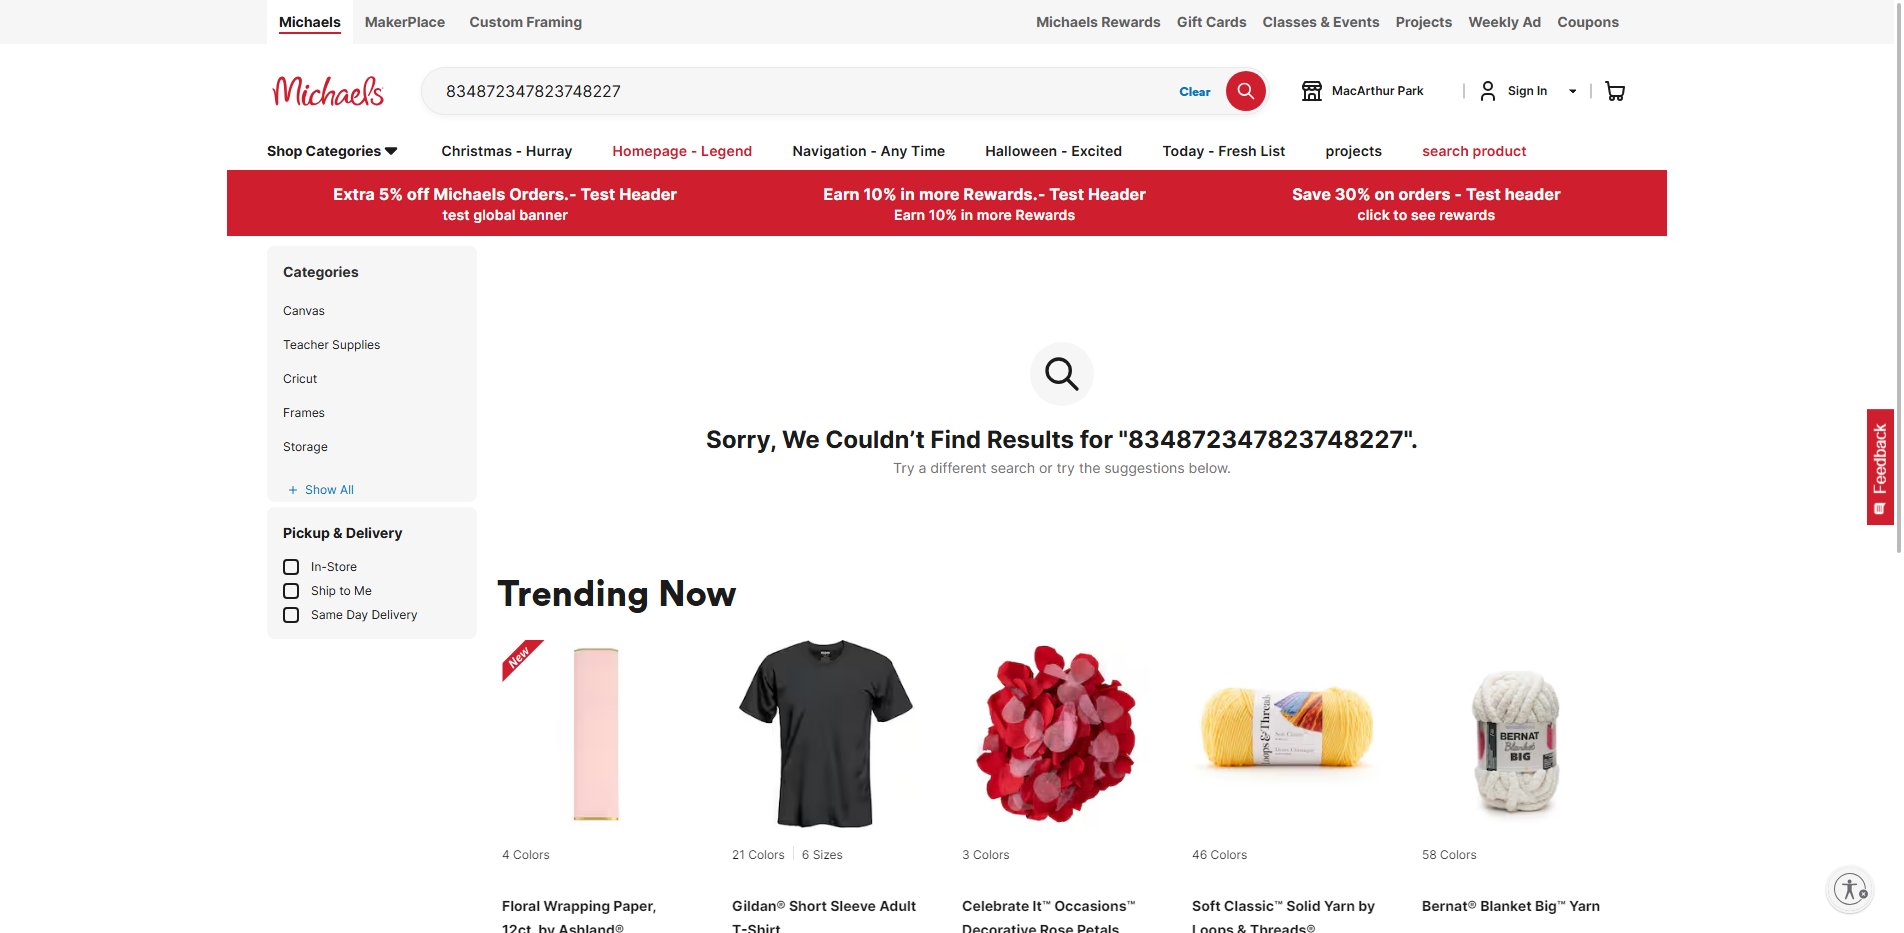 Michaels
MakerPlace
Custom Framing
Michaels Rewards
Gift Cards
Classes & Events
Projects
Weekly Ad
Coupons
Michaels
834872347823748227
Clear
MacArthur Park
Sign In
Shop Categories
Christmas - Hurray
Homepage - Legend
Navigation - Any Time
Halloween - Excited
Today - Fresh List
projects
search product
Extra 5% off Michaels Orders.- Test Header
test global banner
Earn 10% in more Rewards.- Test Header
Earn 10% in more Rewards
Save 30% on orders - Test header
click to see rewards
Categories
Canvas
Teacher Supplies
Cricut
Frames
Storage
+ Show All
Pickup & Delivery
In-Store
Ship to Me
Same Day Delivery
Sorry, We Couldn’t Find Results for "834872347823748227".
Try a different search or try the suggestions below.
Feedback
Trending Now
New
Loops & Threads
Soft Classic
BERNAT
Blanket
BIG
4 Colors
21 Colors
6 Sizes
3 Colors
46 Colors
58 Colors
Floral Wrapping Paper,
12ct. by Ashland®
Gildan® Short Sleeve Adult
T-Shirt
Celebrate It™ Occasions™
Decorative Rose Petals
Soft Classic™ Solid Yarn by
Loops & Threads®
Bernat® Blanket Big™ Yarn